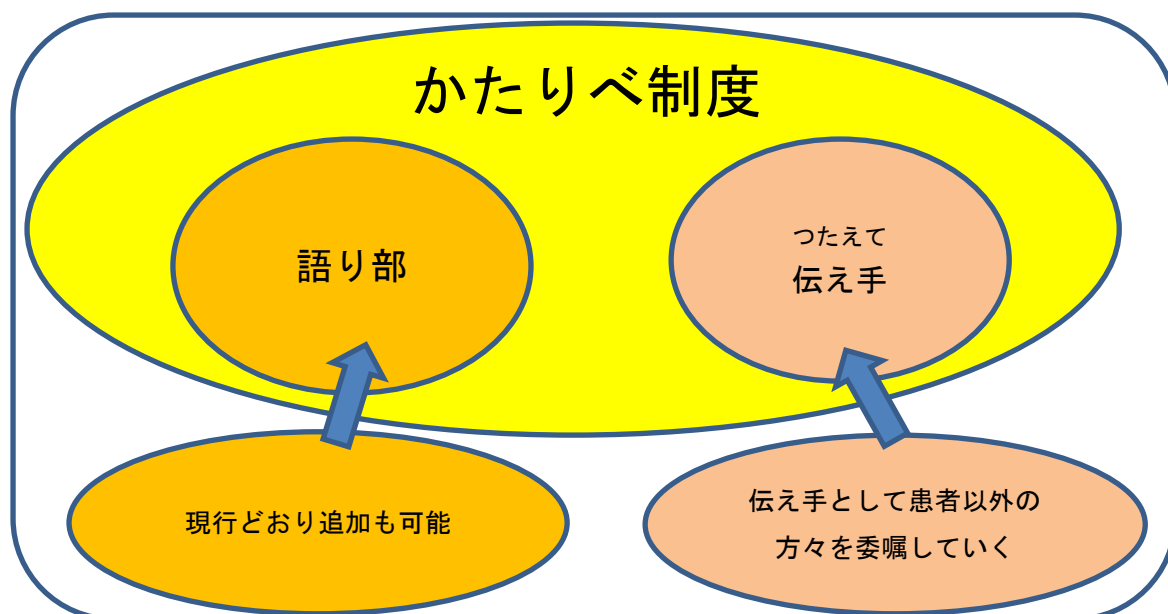 かたりべ制度
語り部
つたえて
伝え手
現行どおり追加も可能
伝え手として患者以外の
方々を委嘱していく